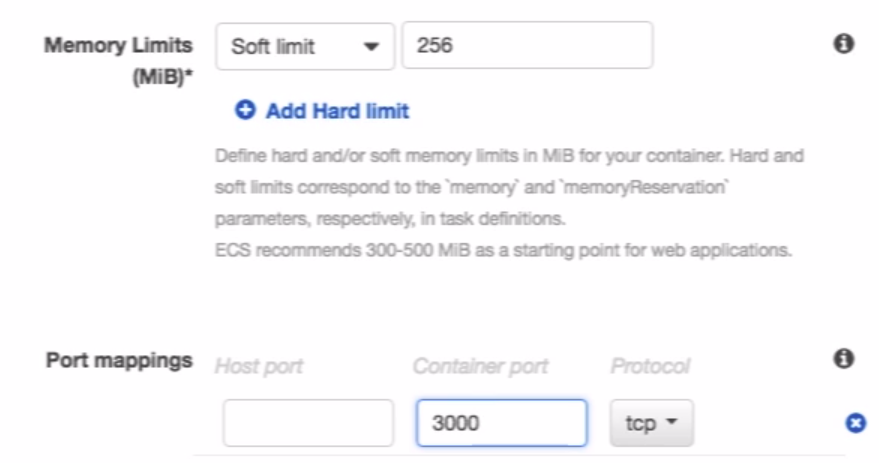 Memory Limits
(MiB)*
Soft limit
256
Add Hard limit
Define hard and/or soft memory limits in MiB for your container. Hard and
soft limits correspond to the `memory` and `memoryReservation`
parameters, respectively, in task definitions.
ECS recommends 300-500 MiB as a starting point for web applications.
Port mappings
Host port
Container port
Protocol
3000
tcp